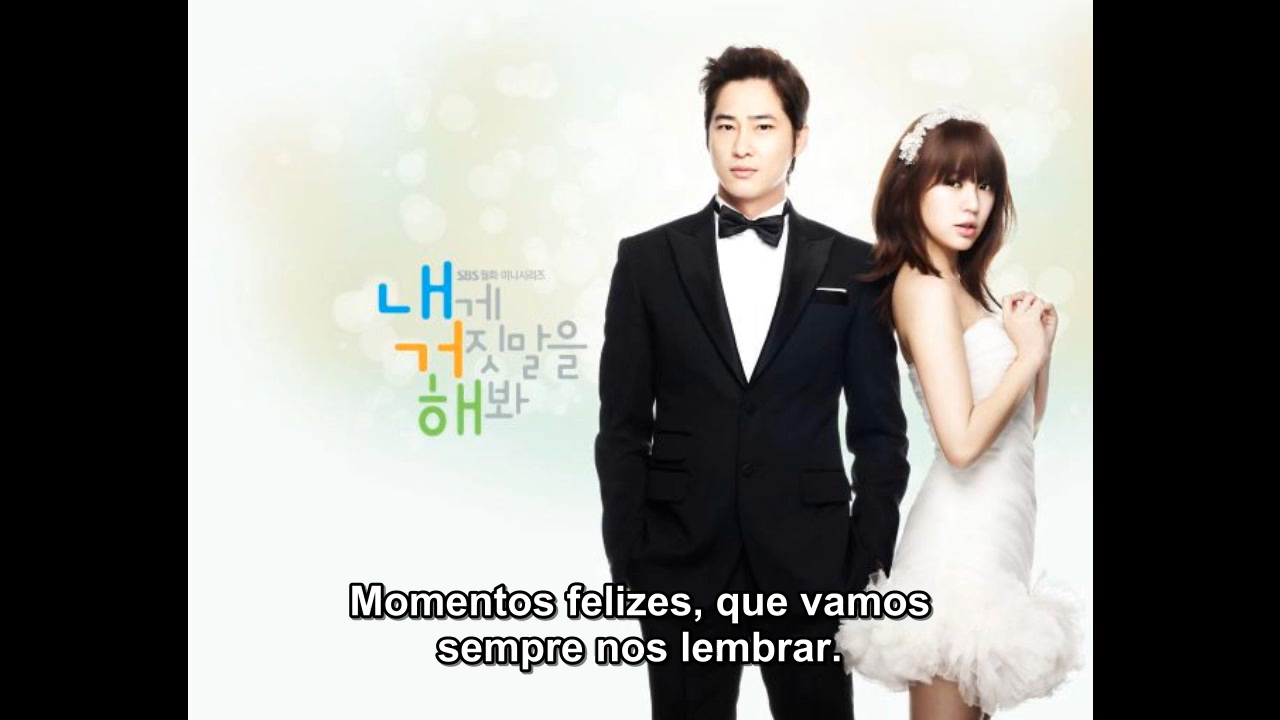 SBS 월화 미니시리즈
내게
거짓말을
해봐
Momentos felizes, que vamos
sempre nos lembrar.